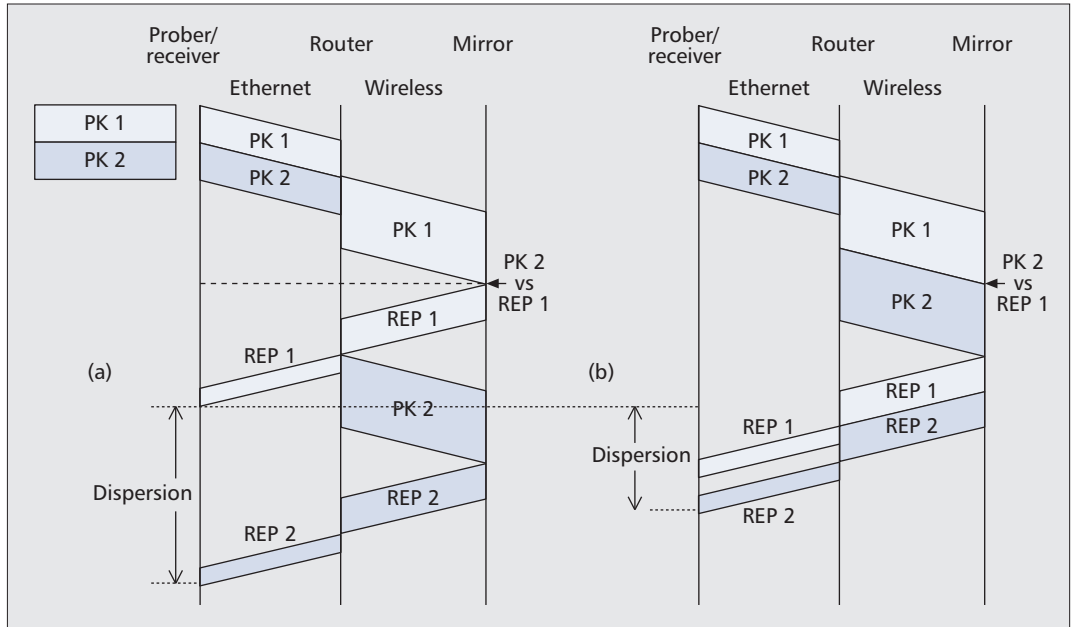 Prober/
receiver
Router
Mirror
Ethernet
Wireless
PK 1
PK 2
PK 1
PK 2
PK 1
PK 2
vs
REP 1
REP 1
REP 1
(a)
PK 2
Dispersion
REP 2
REP 2
Prober/
receiver
Router
Mirror
Ethernet
Wireless
PK 1
PK 2
PK 1
PK 2
vs
REP 1
PK 2
(b)
REP 1
REP 1
REP 2
Dispersion
REP 2